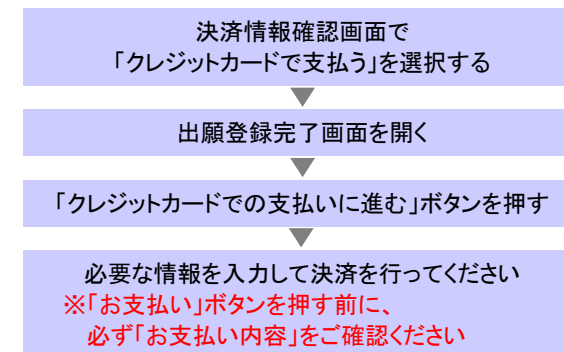 決済情報確認画面で
「クレジットカードで支払う」を選択する
出願登録完了画面を開く
「クレジットカードでの支払いに進む」ボタンを押す
必要な情報を入力して決済を行ってください
※「お支払い」ボタンを押す前に、
必ず「お支払い内容」をご確認ください